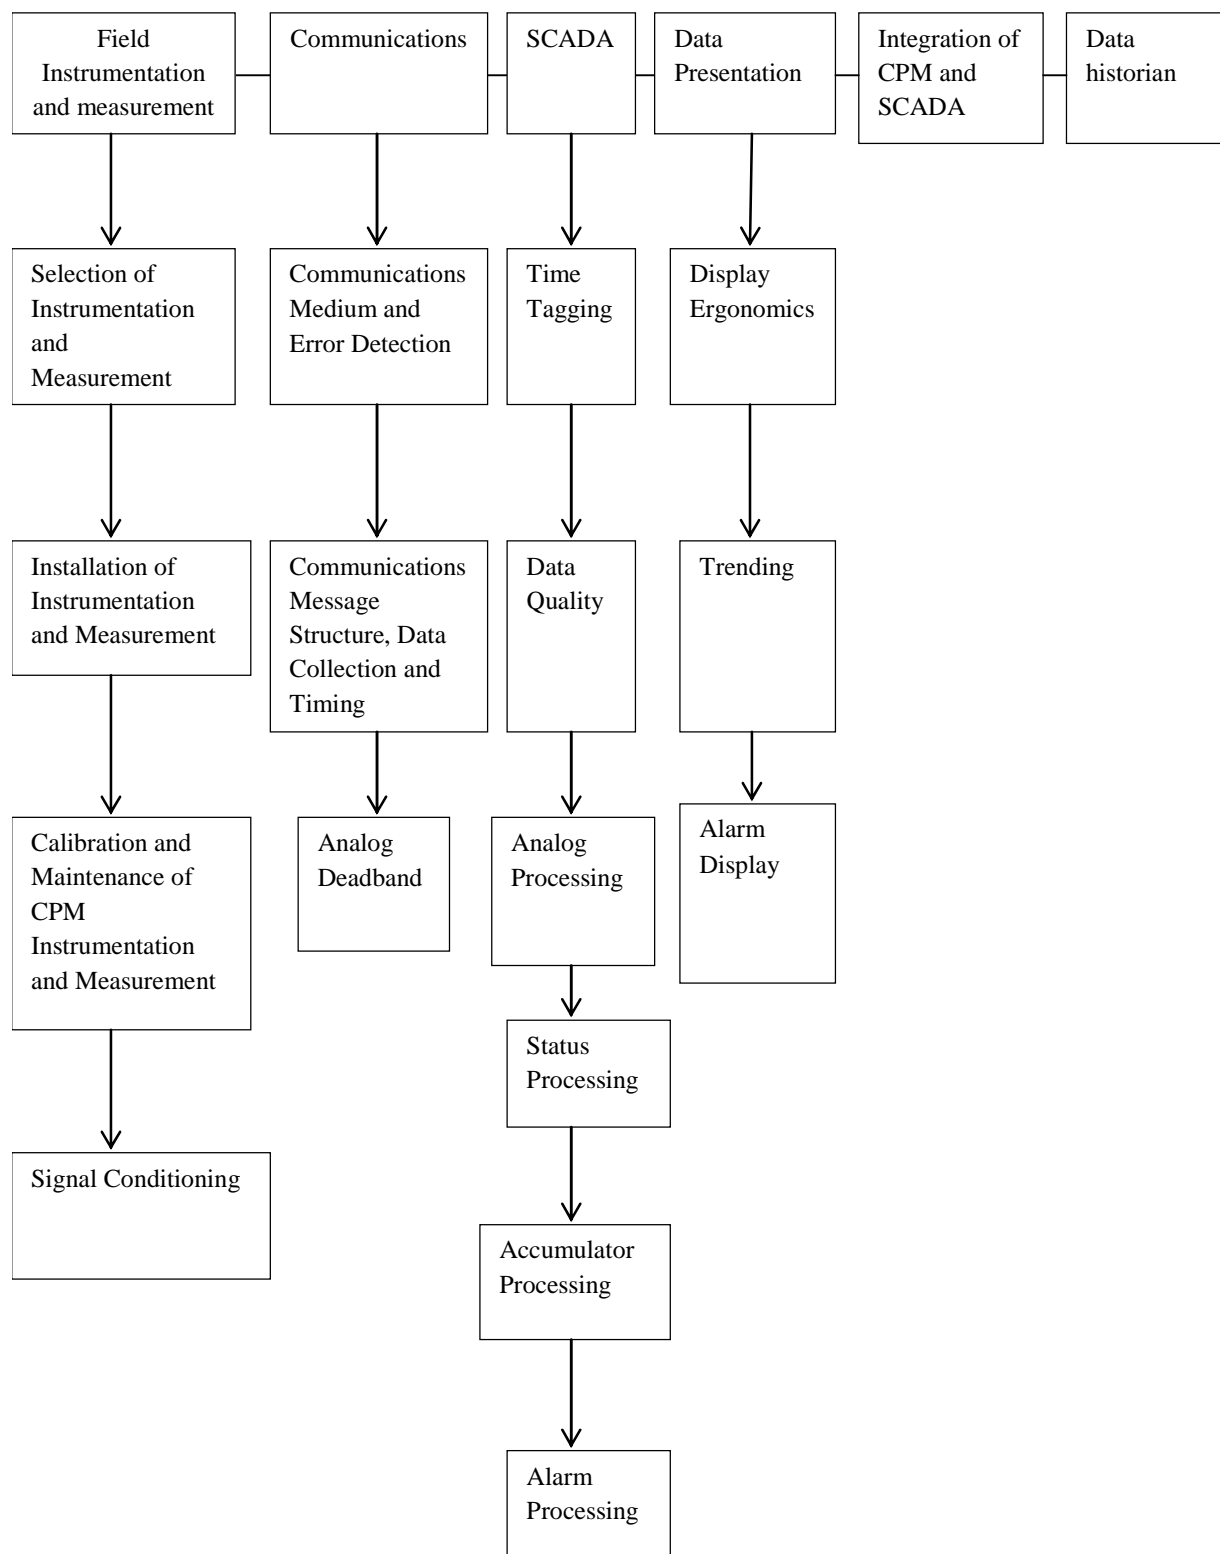 Field
Instrumentation
and measurement
Communications
SCADA
Data
Presentation
Integration of
CPM and
SCADA
Data
historian
Selection of
Instrumentation
and
Measurement
Communications
Medium and
Error Detection
Time
Tagging
Display
Ergonomics
Installation of
Instrumentation
and Measurement
Communications
Message
Structure, Data
Collection and
Timing
Data
Quality
Trending
Calibration and
Maintenance of
CPM
Instrumentation
and Measurement
Analog
Deadband
Analog
Processing
Alarm
Display
Status
Processing
Signal Conditioning
Accumulator
Processing
Alarm
Processing